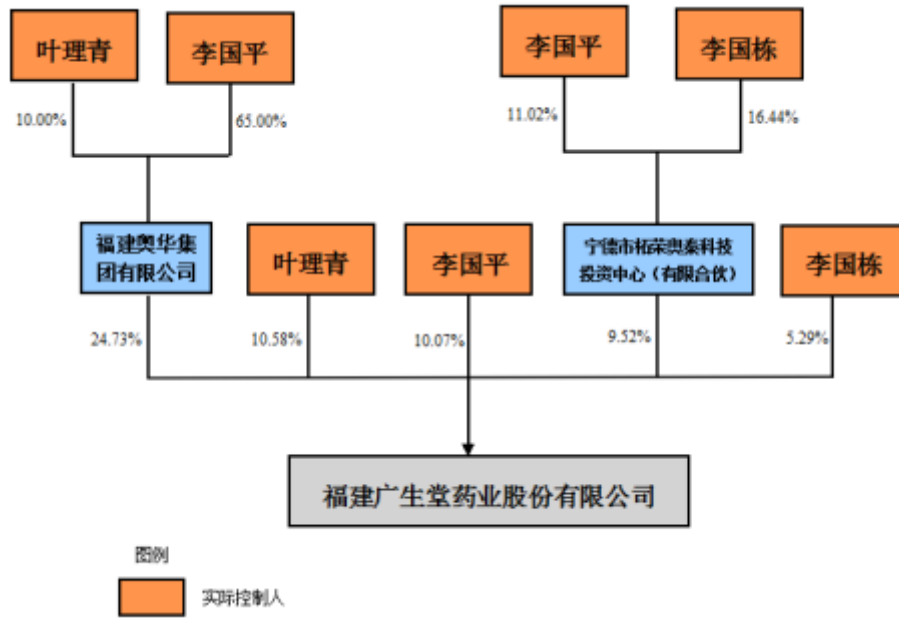 叶理青
李国平
李国平
李国栋
10.00%
65.00%
11.02%
16.44%
福建奥华集
团有限公司
叶理青
李国平
宁德市柘荣奥泰科技
投资中心（有限合伙）
李国栋
24.73%
10.58%
10.07%
9.52%
5.29%
福建广生堂药业股份有限公司
图例
实际控制人